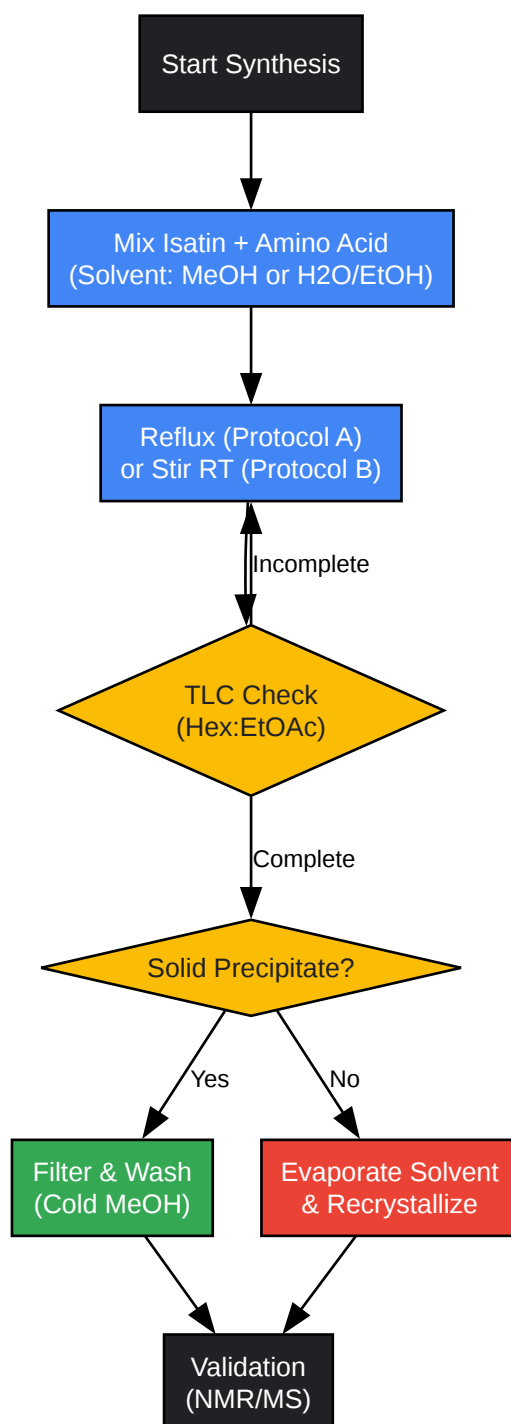 Start Synthesis
Mix Isatin + Amino Acid
(Solvent: MeOH or H2O/EtOH)
Reflux (Protocol A)
or Stir RT (Protocol B)
Incomplete
TLC Check
(Hex:EtOAc)
Complete
Solid Precipitate?
Yes
No
Filter & Wash
(Cold MeOH)
Evaporate Solvent
& Recrystallize
Validation
(NMR/MS)